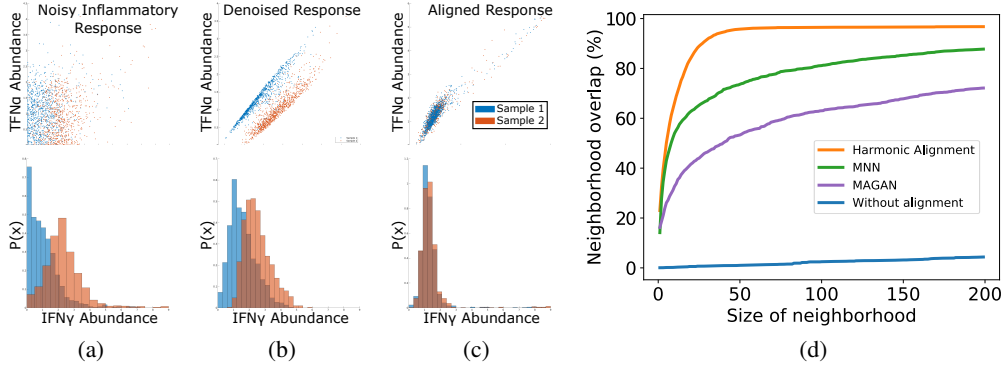 Noisy Inflammatory
Response
Denoised Response
Aligned Response
TFNα Abundance
TFNα Abundance
TFNα Abundance
Sample 1
Sample 2
P(x)
P(x)
P(x)
IFNγ Abundance
IFNγ Abundance
IFNγ Abundance
(a)
(b)
(c)
Neighborhood overlap (%)
100
80
60
40
20
0
Harmonic Alignment
MNN
MAGAN
Without alignment
0
50
100
150
200
Size of neighborhood
(d)